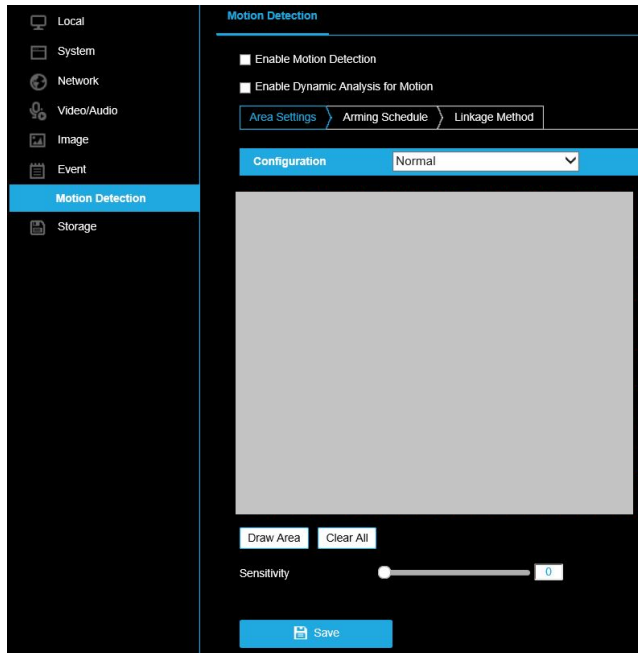 Local
System
Network
Video/Audio
Image
Event
Motion Detection
Storage
Motion Detection
Enable Motion Detection
Enable Dynamic Analysis for Motion
Area Settings Arming Schedule Linkage Method
Configuration Normal
Draw Area Clear All
Sensitivity 0
Save